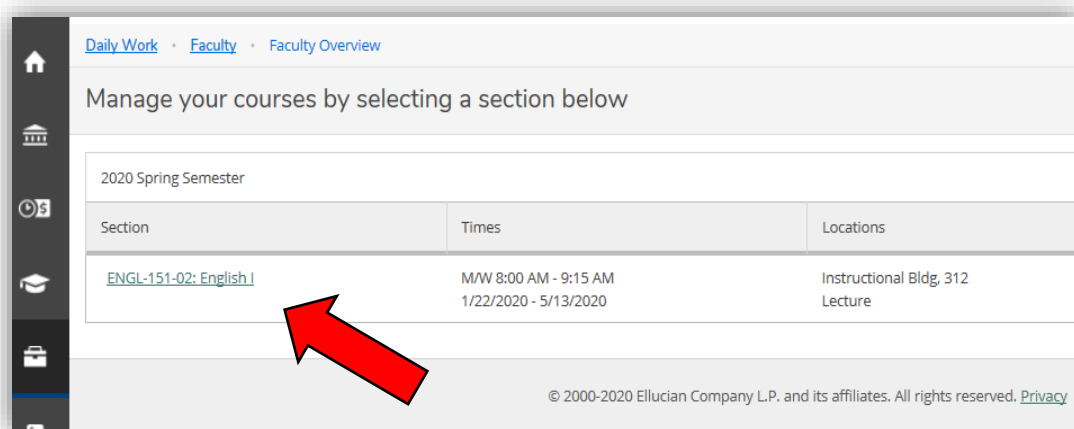 Daily Work • Faculty • Faculty Overview
Manage your courses by selecting a section below
2020 Spring Semester
Section Times Locations
ENGL-151-02: English I M/W 8:00 AM - 9:15 AM Instructional Bldg, 312
1/22/2020 - 5/13/2020 Lecture
© 2000-2020 Ellucian Company L.P. and its affiliates. All rights reserved. Privacy